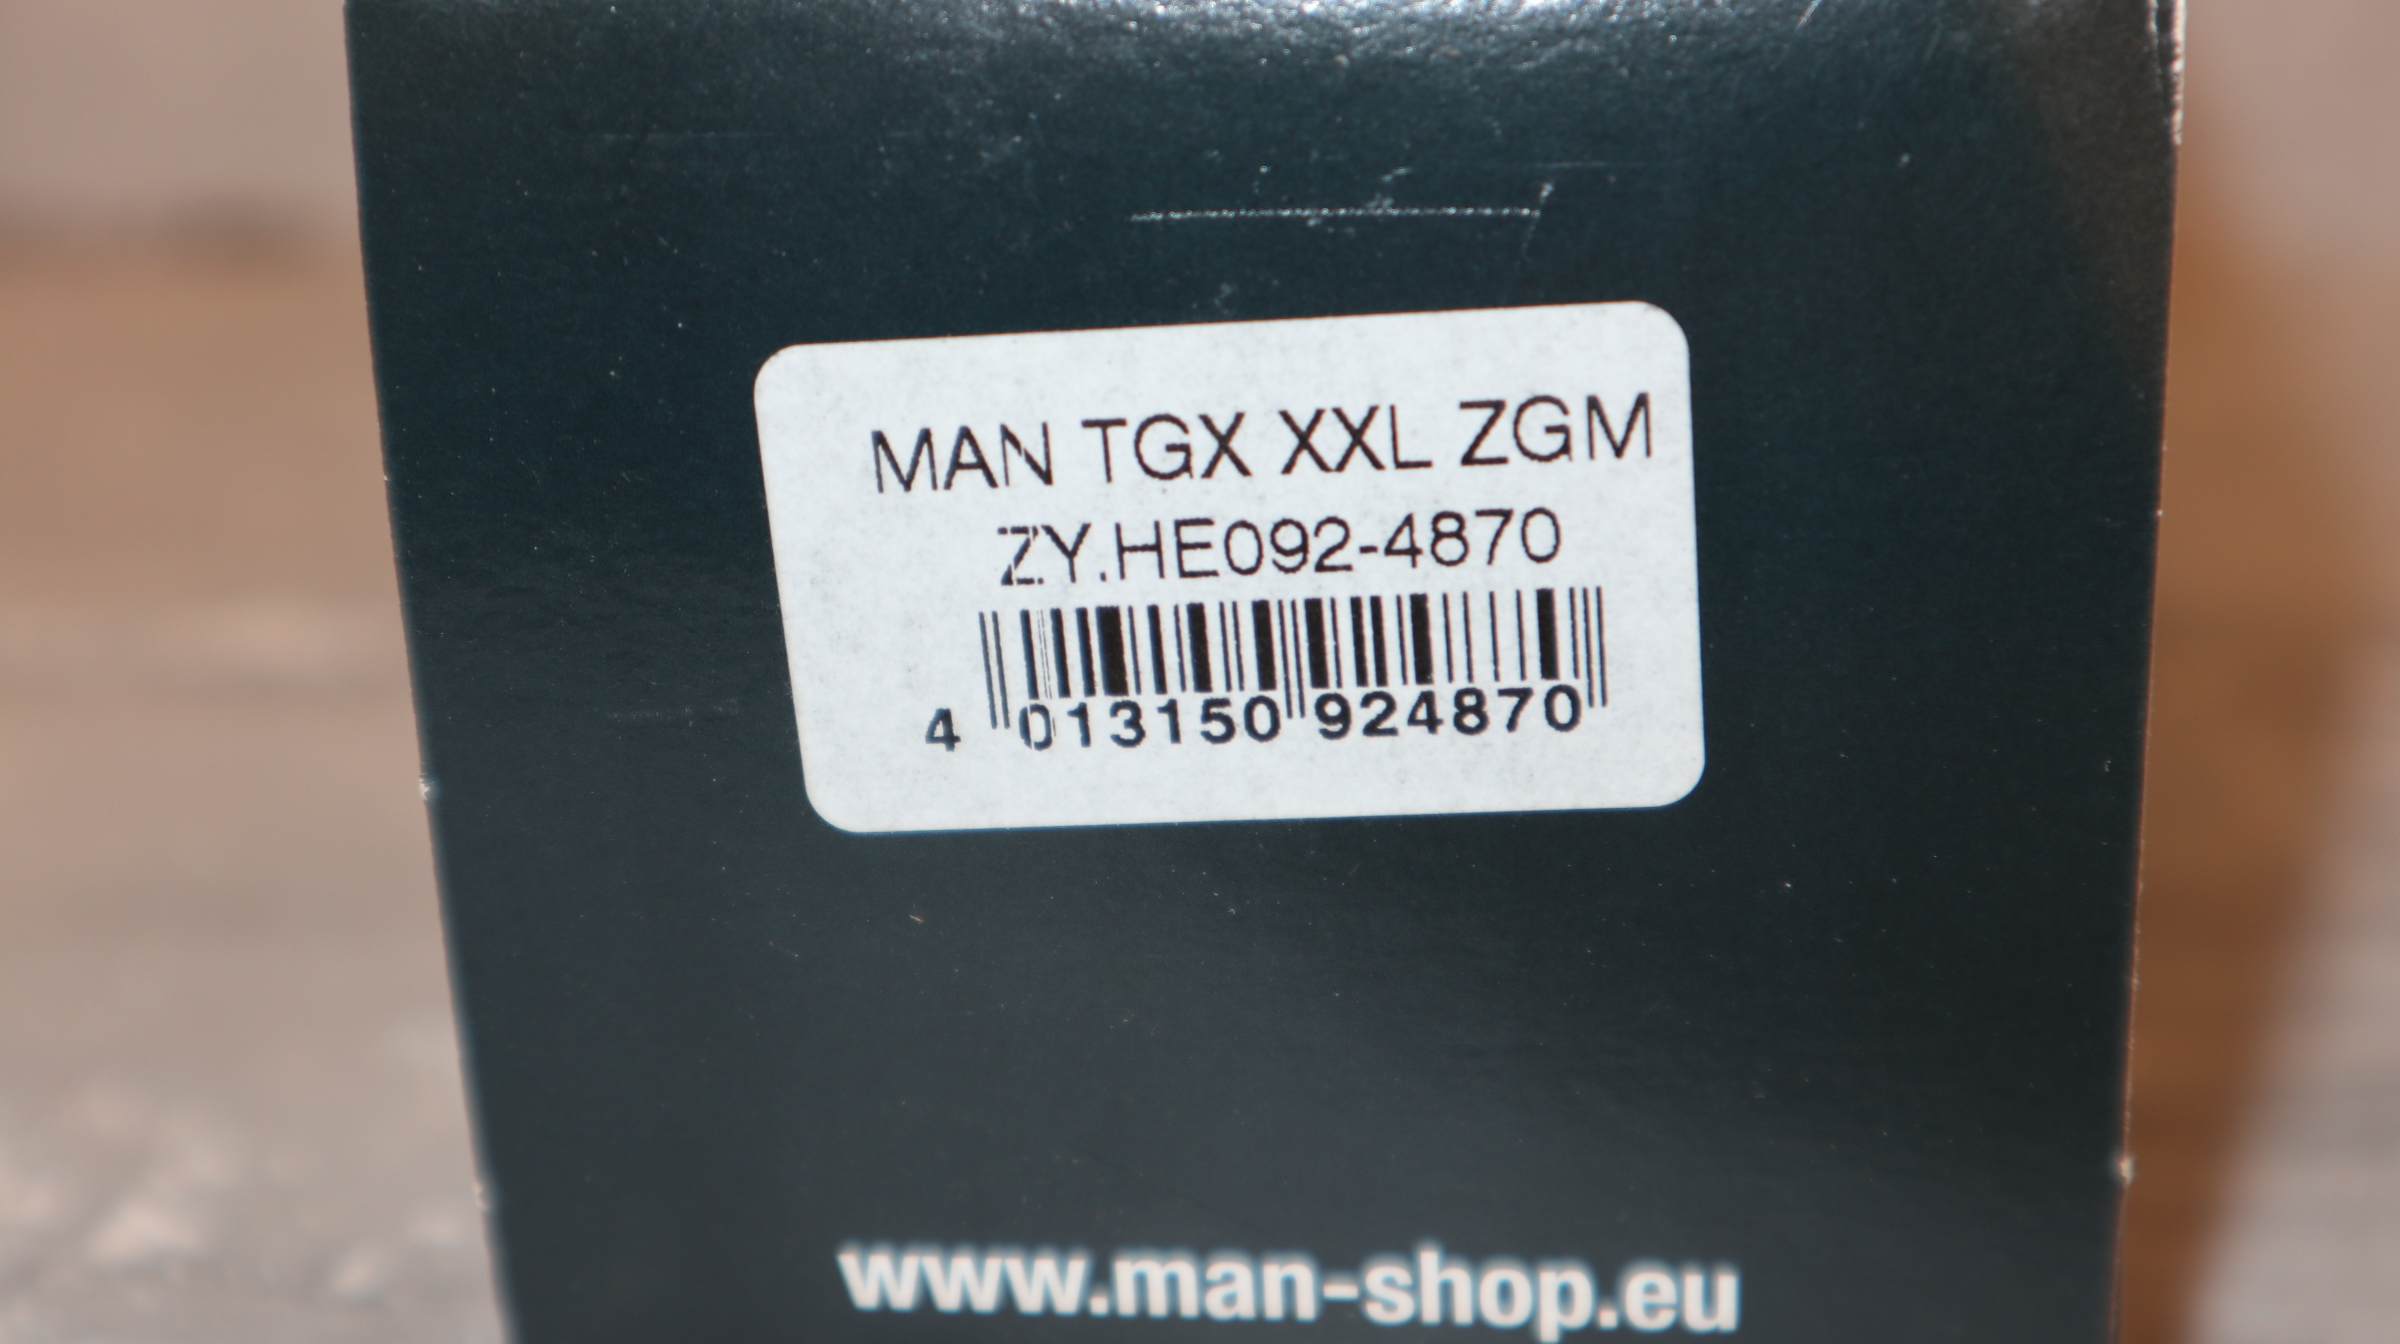 MAN TGX XXL ZGM
ZY.HE092-4870
4 013150 924870
www.man-shop.eu